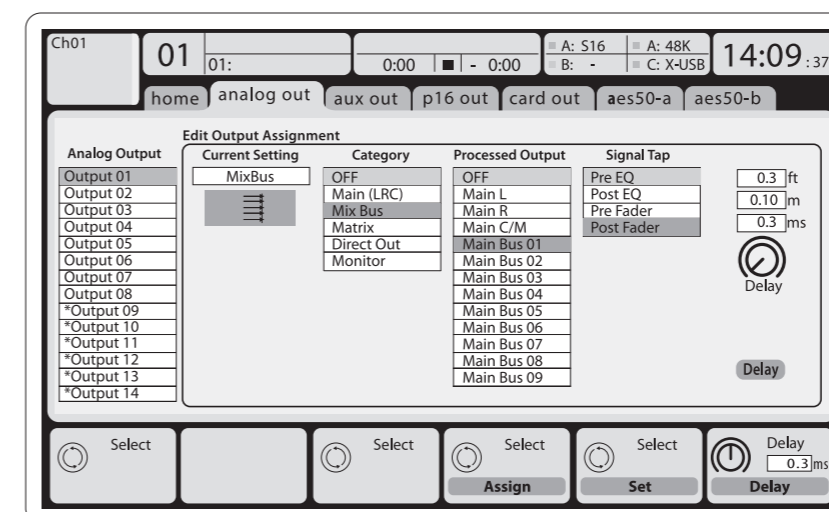 Ch01
01
01:
0:00 - 0:00
A: S16
B: -
A: 48K
C: X-USB
14:09 :37
home analog out aux out p16 out card out aes50-a aes50-b
Edit Output Assignment
Analog Output Current Setting Category Processed Output Signal Tap
Output 01
Output 02
Output 03
Output 04
Output 05
Output 06
Output 07
Output 08
*Output 09
*Output 10
*Output 11
*Output 12
*Output 13
*Output 14
MixBus
OFF
Main (LRC)
Mix Bus
Matrix
Direct Out
Monitor
OFF
Main L
Main R
Main C/M
Main Bus 01
Main Bus 02
Main Bus 03
Main Bus 04
Main Bus 05
Main Bus 06
Main Bus 07
Main Bus 08
Main Bus 09
Pre EQ
Post EQ
Pre Fader
Post Fader
0.3 ft
0.10 m
0.3 ms
Delay
Delay
Select
Select
Select
Assign
Select
Set
Delay
0.3 ms
Delay